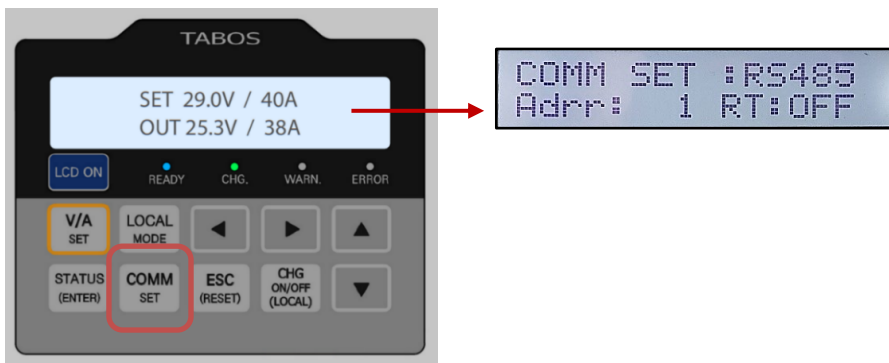 TABOS
SET 29.0V / 40A
OUT 25.3V / 38A
COMM SET :RS485
Adrr: 1 RT:OFF
LCD ON
READY
CHG.
WARN.
ERROR
V/A
SET
LOCAL
MODE
STATUS
(ENTER)
COMM
SET
ESC
(RESET)
CHG
ON/OFF
(LOCAL)